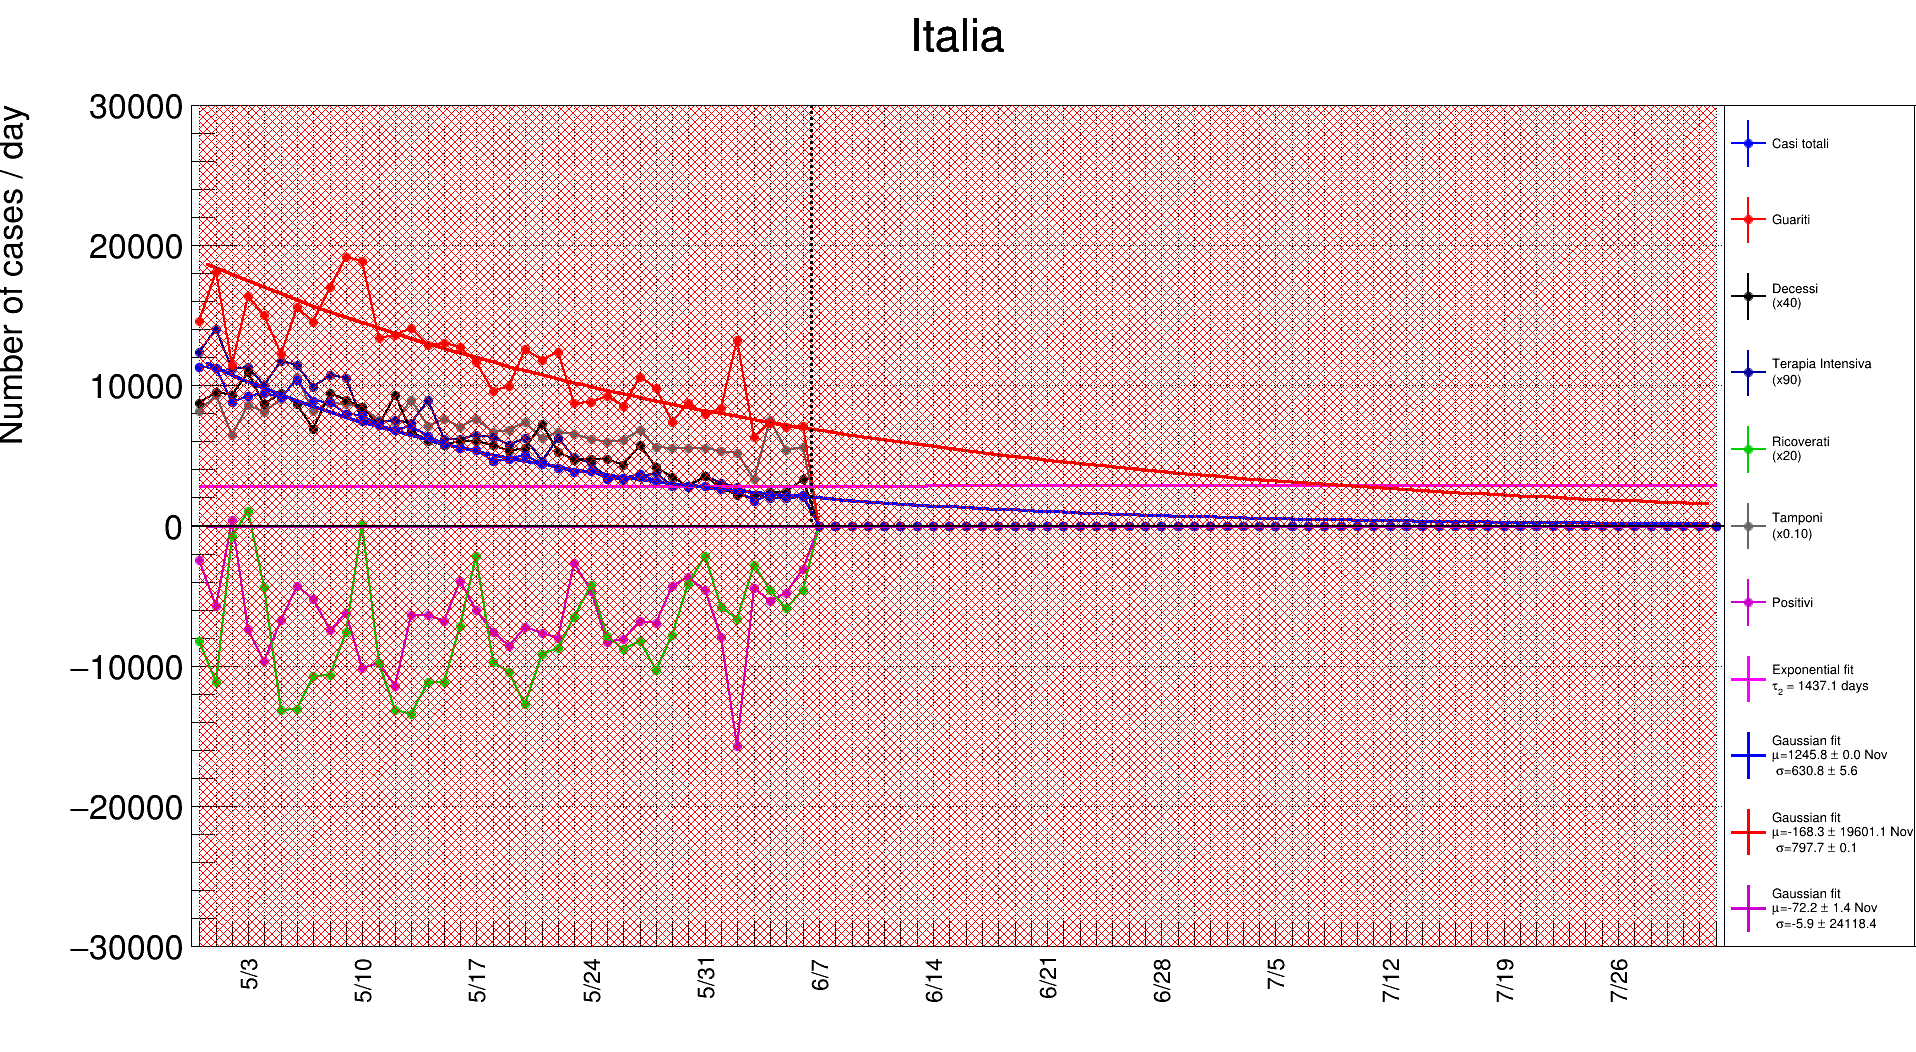 Italia
Number of cases / day
30000
20000
10000
0
−10000
−20000
−30000
5/3
5/10
5/17
5/24
5/31
6/7
6/14
6/21
6/28
7/5
7/12
7/19
7/26
Casi totali
Guariti
Decessi
(x40)
Terapia Intensiva
(x90)
Ricoverati
(x20)
Tamponi
(x0.10)
Positivi
Exponential fit
τ2 = 1437.1 days
Gaussian fit
μ=1245.8 ± 0.0 Nov
σ=630.8 ± 5.6
Gaussian fit
μ=-168.3 ± 19601.1 Nov
σ=797.7 ± 0.1
Gaussian fit
μ=-72.2 ± 1.4 Nov
σ=-5.9 ± 24118.4